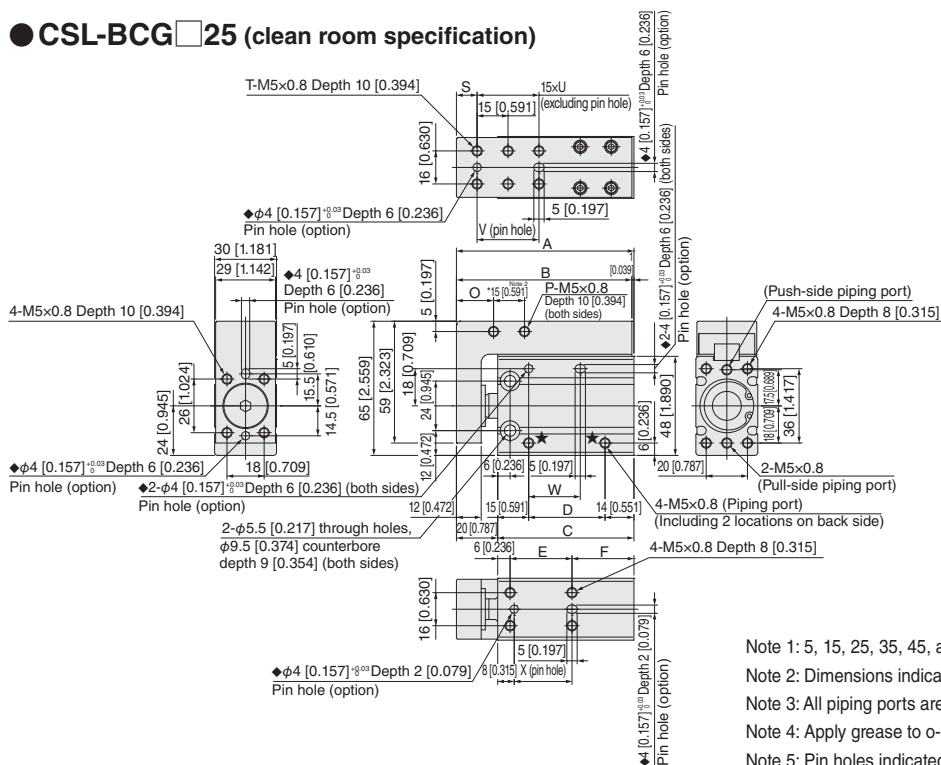 ●CSL-BCG□25 (clean room specification)
T-M5×0.8 Depth 10 [0.394]
S
15×U
(excluding pin hole)
15 [0.591]
◆4 [0.157]+0.03 0 Depth 6 [0.236]
Pin hole (option)
16 [0.630]
5 [0.197]
◆φ4 [0.157]+0.03 0 Depth 6 [0.236]
Pin hole (option)
V (pin hole)
◆2-4 [0.157]+0.03 0 Depth 6 [0.236] (both sides)
Pin hole (option)
A
B
1
[0.039]
O
*15 [0.591]
Note 2
P-M5×0.8
Depth 10 [0.394]
(both sides)
5 [0.197]
30 [1.181]
29 [1.142]
◆4 [0.157]+0.03 0
Depth 6 [0.236]
Pin hole (option)
4-M5×0.8 Depth 10 [0.394]
5 [0.197]
15.5 [0.610]
14.5 [0.571]
26 [1.024]
24 [0.945]
18 [0.709]
◆φ4 [0.157]+0.03 0 Depth 6 [0.236]
Pin hole (option)
◆2-φ4 [0.157]+0.03 0 Depth 6 [0.236] (both sides)
Pin hole (option)
2-φ5.5 [0.217] through holes,
φ9.5 [0.374] counterbore
depth 9 [0.354] (both sides)
65 [2.559]
59 [2.323]
18 [0.709]
24 [0.945]
12 [0.472]
★
★
6 [0.236]
48 [1.890]
6 [0.236]
5 [0.197]
W
12 [0.472]
15 [0.591]
D
14 [0.551]
20 [0.787]
C
4-M5×0.8 (Piping port)
(Including 2 locations on back side)
(Push-side piping port)
4-M5×0.8 Depth 8 [0.315]
17.5 [0.689]
18 [0.709]
36 [1.417]
20 [0.787]
2-M5×0.8
(Pull-side piping port)
6 [0.236]
E
F
4-M5×0.8 Depth 8 [0.315]
16 [0.630]
5 [0.197]
8 [0.315]
X (pin hole)
◆φ4 [0.157]+0.03 0 Depth 2 [0.079]
Pin hole (option)
◆4 [0.157]+0.03 0 Depth 2 [0.079]
Pin hole (option)
Note 1: 5, 15, 25, 35, 45, a
Note 2: Dimensions indica
Note 3: All piping ports are
Note 4: Apply grease to o-
Note 5: Pin holes indicated